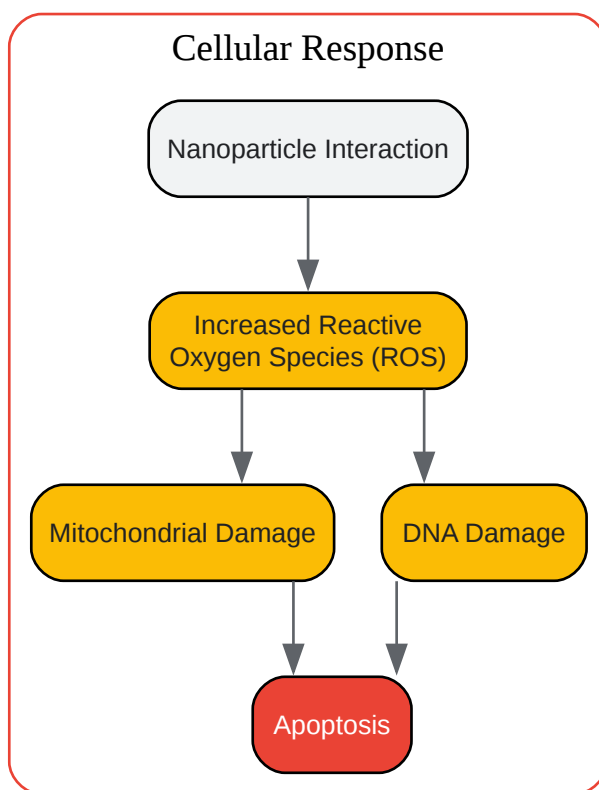 Cellular Response
Nanoparticle Interaction
Increased Reactive
Oxygen Species (ROS)
Mitochondrial Damage
DNA Damage
Apoptosis